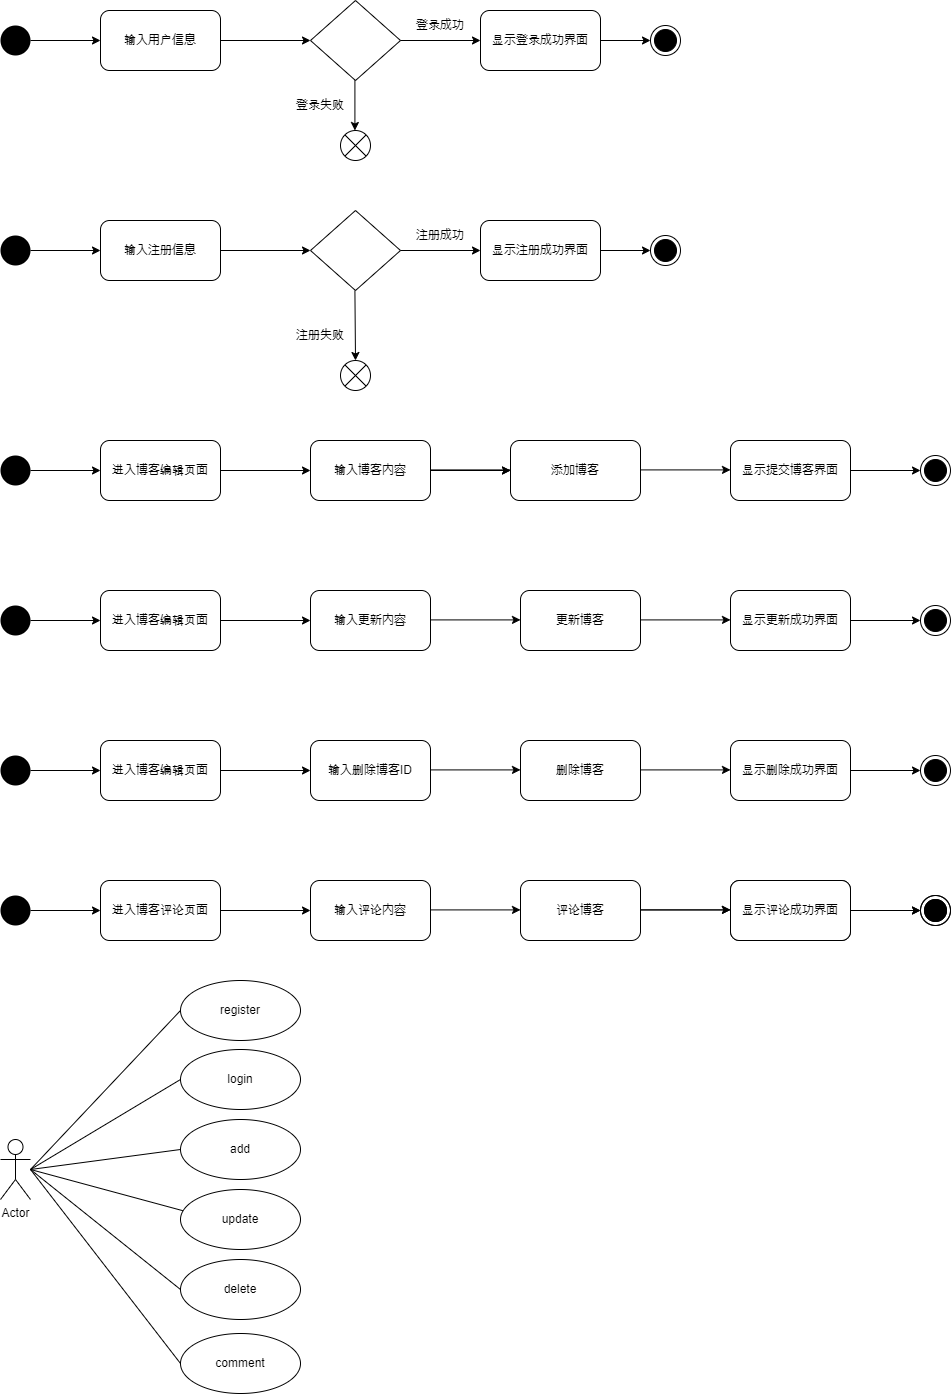 输入用户信息
登录成功
显示登录成功界面
登录失败
输入注册信息
注册成功
显示注册成功界面
注册失败
进入博客编辑页面
输入博客内容
添加博客
显示提交博客界面
进入博客编辑页面
输入更新内容
更新博客
显示更新成功界面
进入博客编辑页面
输入删除博客ID
删除博客
显示删除成功界面
进入博客评论页面
输入评论内容
评论博客
显示评论成功界面
register
login
add
update
delete
comment
Actor